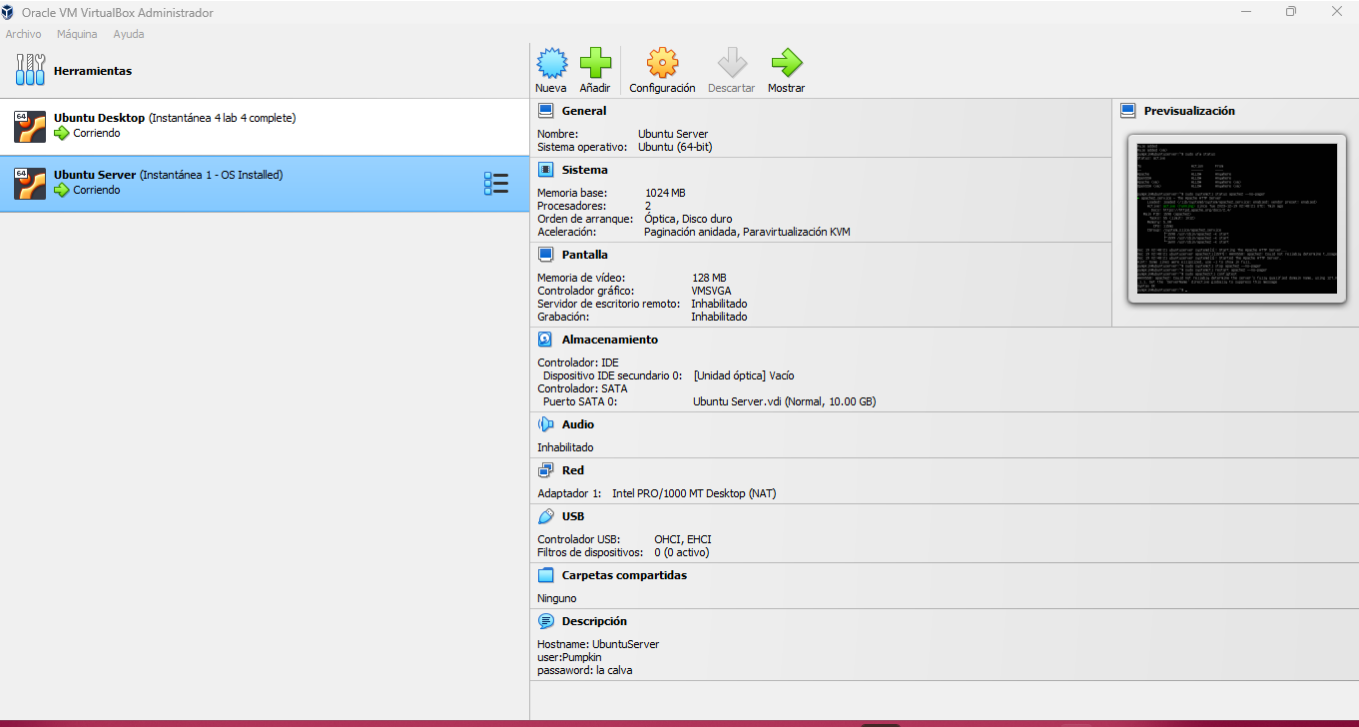 Oracle VM VirtualBox Administrador
Archivo Máquina Ayuda
Herramientas
Nueva Añadir Configuración Descartar Mostrar
64 Ubuntu Desktop (Instantánea 4 lab 4 complete)
Corriendo
64 Ubuntu Server (Instantánea 1 - OS Installed)
Corriendo
General
Nombre: Ubuntu Server
Sistema operativo: Ubuntu (64-bit)
Sistema
Memoria base: 1024 MB
Procesadores: 2
Orden de arranque: Óptica, Disco duro
Aceleración: Paginación anidada, Paravirtualización KVM
Pantalla
Memoria de vídeo: 128 MB
Controlador gráfico: VMSVGA
Servidor de escritorio remoto: Inhabilitado
Grabación: Inhabilitado
Previsualización
Almacenamiento
Controlador: IDE
Dispositivo IDE secundario 0: [Unidad óptica] Vacío
Controlador: SATA
Puerto SATA 0: Ubuntu Server.vdi (Normal, 10.00 GB)
Audio
Inhabilitado
Red
Adaptador 1: Intel PRO/1000 MT Desktop (NAT)
USB
Controlador USB: OHCI, EHCI
Filtros de dispositivos: 0 (0 activo)
Carpetas compartidas
Ninguno
Descripción
Hostname: UbuntuServer
user:Pumpkin
passaword: la calva